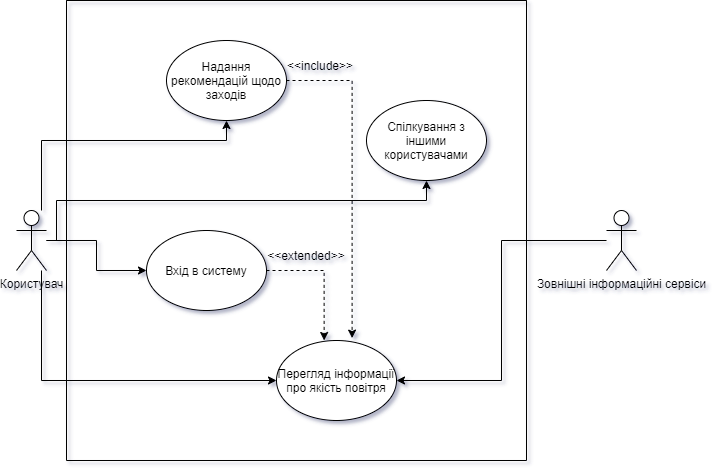 Надання
рекомендацій щодо
заходів
<<include>>
Спілкування з
іншими
користувачами
Вхід в систему
<<extended>>
Користувач
Зовнішні інформаційні сервіси
Перегляд інформації
про якість повітря